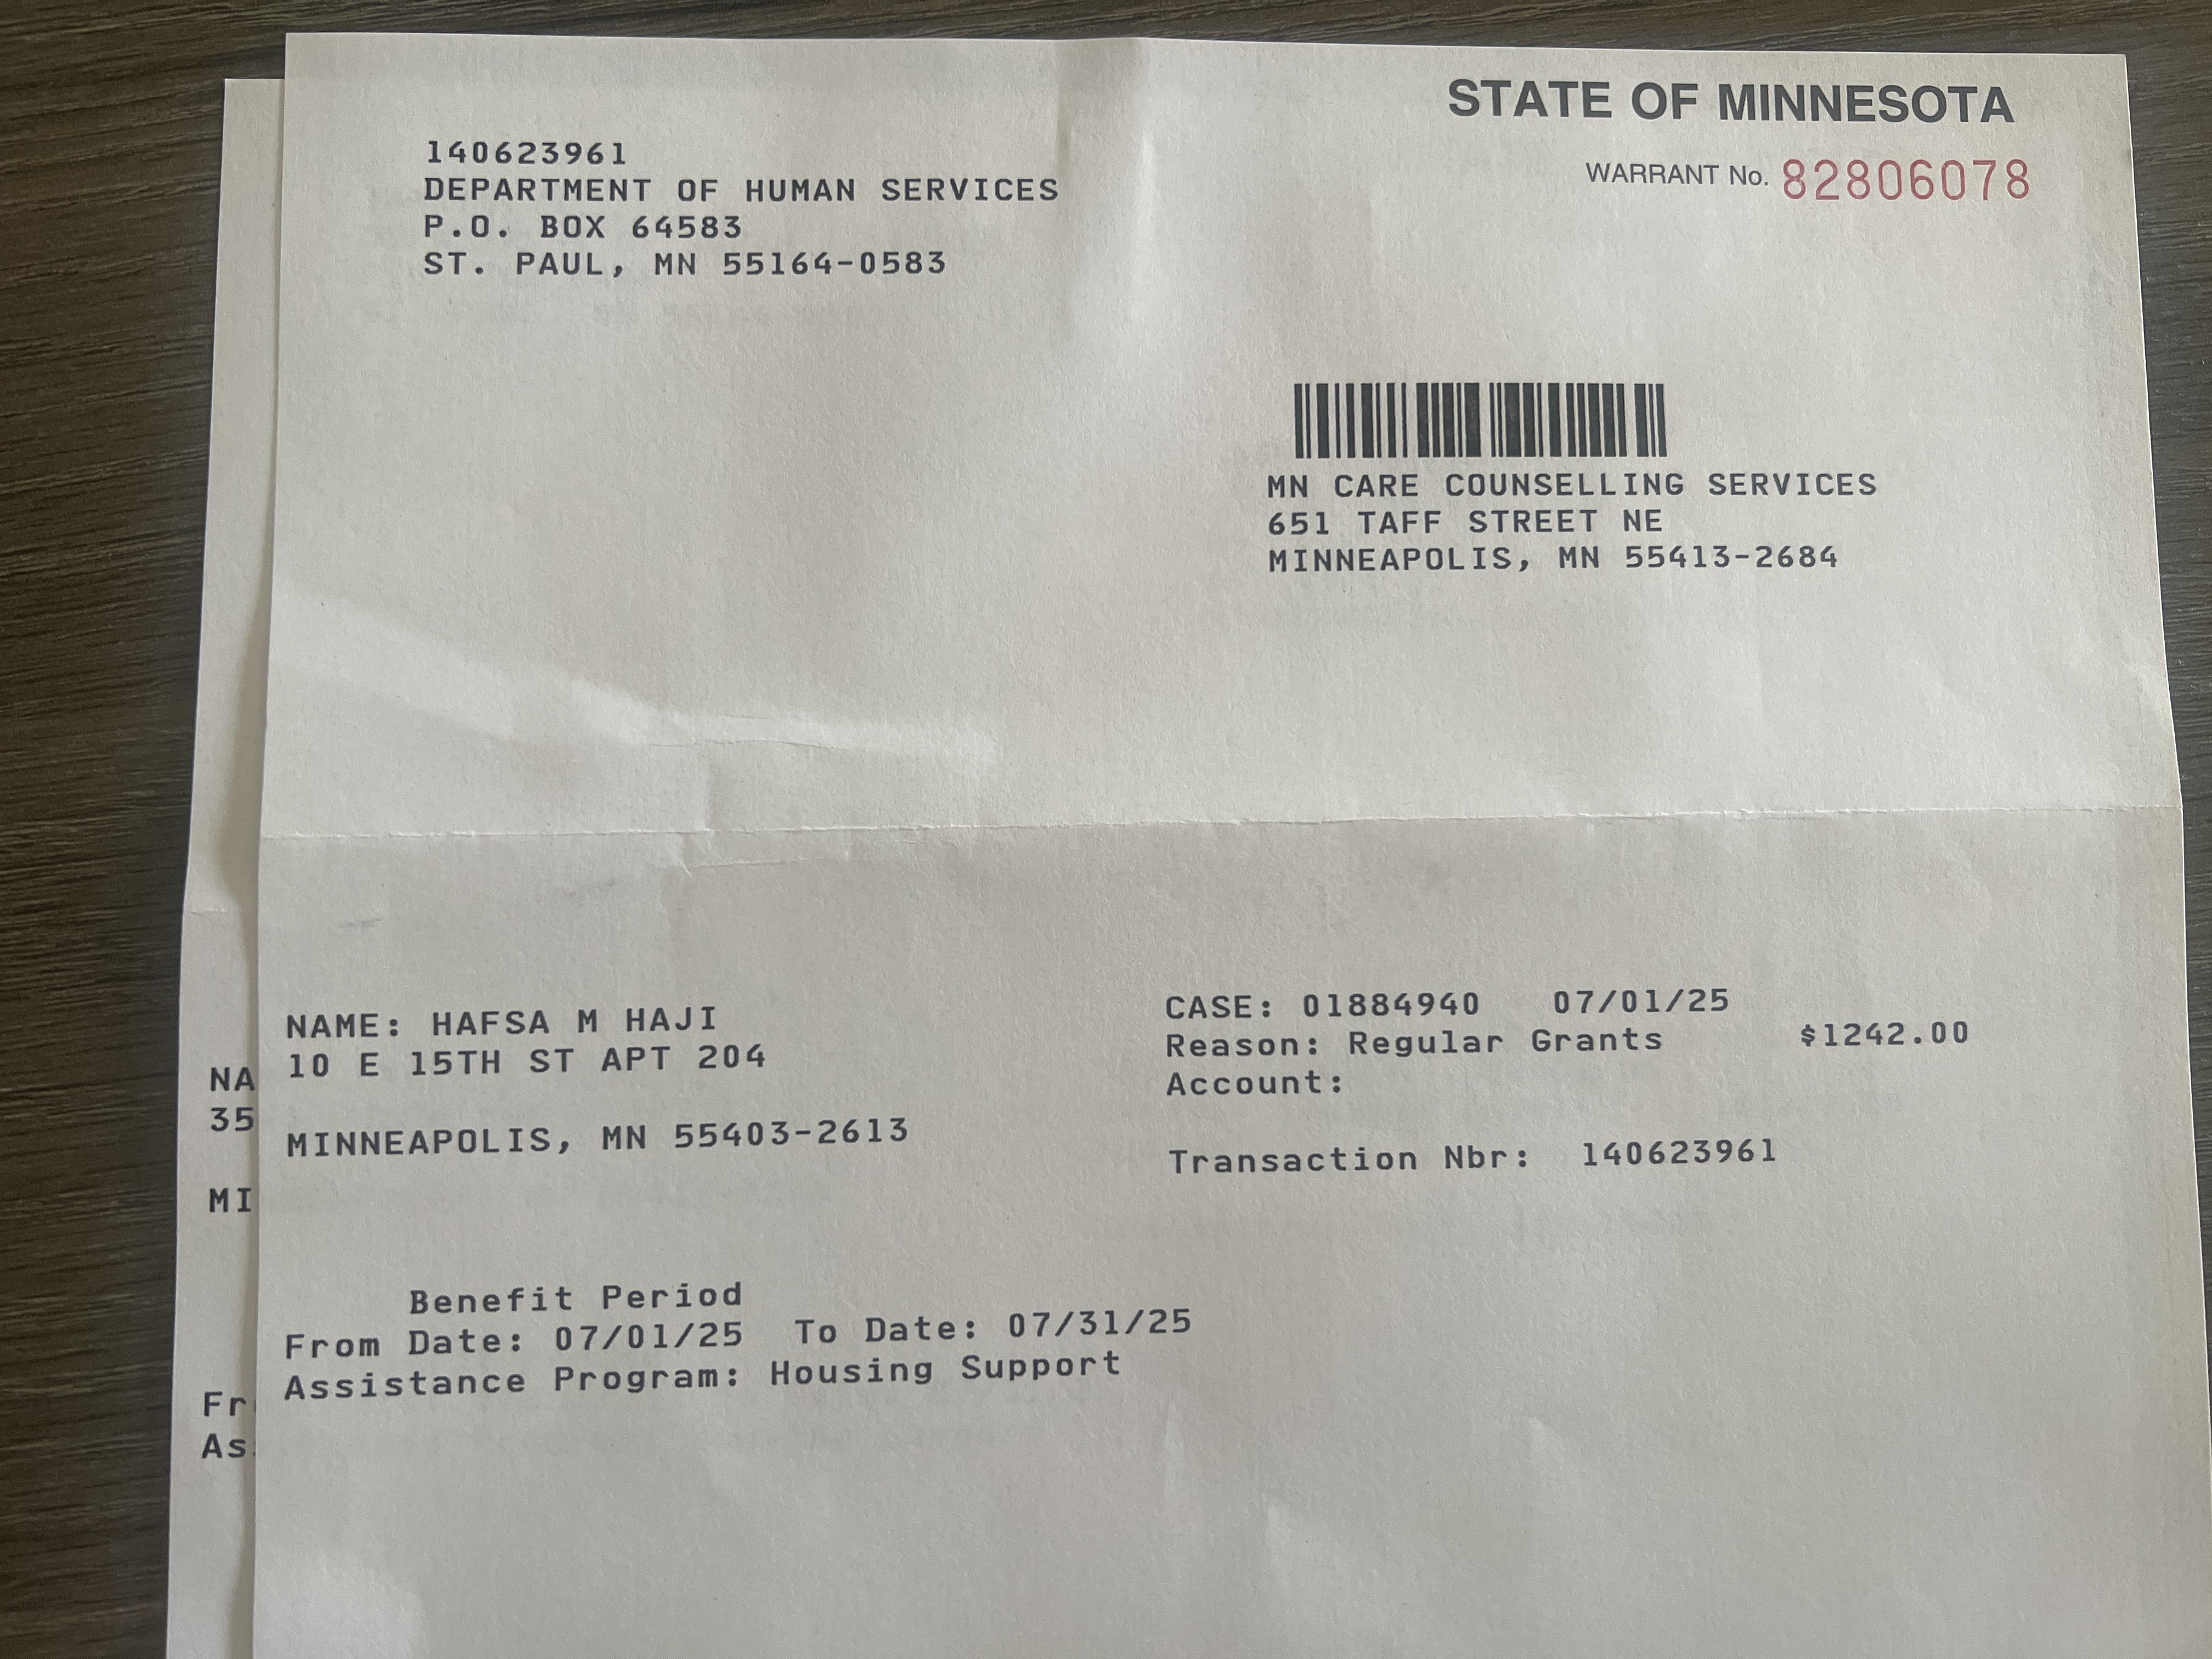 STATE OF MINNESOTA
WARRANT No. 82806078
140623961
DEPARTMENT OF HUMAN SERVICES
P.O. BOX 64583
ST. PAUL, MN 55164-0583
MN CARE COUNSELLING SERVICES
651 TAFF STREET NE
MINNEAPOLIS, MN 55413-2684
NAME: HAFSA M HAJI
10 E 15TH ST APT 204
MINNEAPOLIS, MN 55403-2613
CASE: 01884940 07/01/25
Reason: Regular Grants $1242.00
Account:
Transaction Nbr: 140623961
Benefit Period
From Date: 07/01/25 To Date: 07/31/25
Assistance Program: Housing Support
NA
35
MI
Fr
As